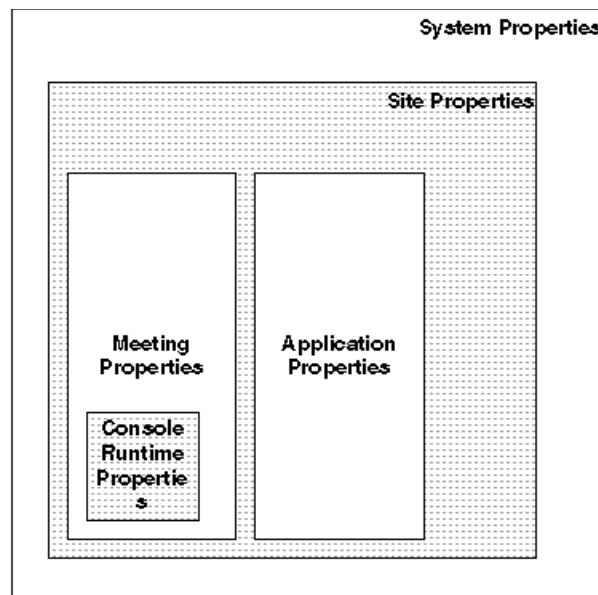 System Properties
Site Properties
Meeting
Properties
Application
Properties
Console
Runtime
Propertie
s